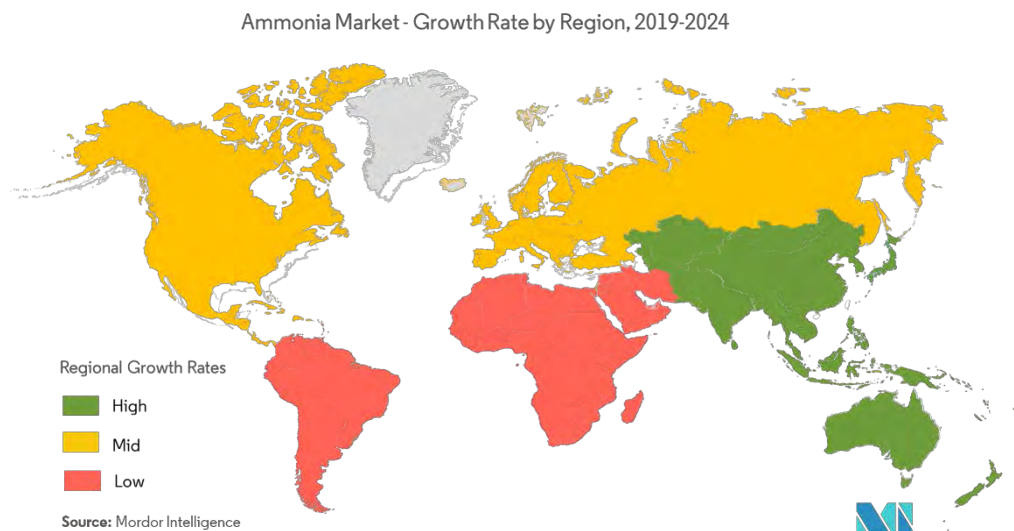 Ammonia Market - Growth Rate by Region, 2019-2024
Regional Growth Rates
High
Mid
Low
Source: Mordor Intelligence